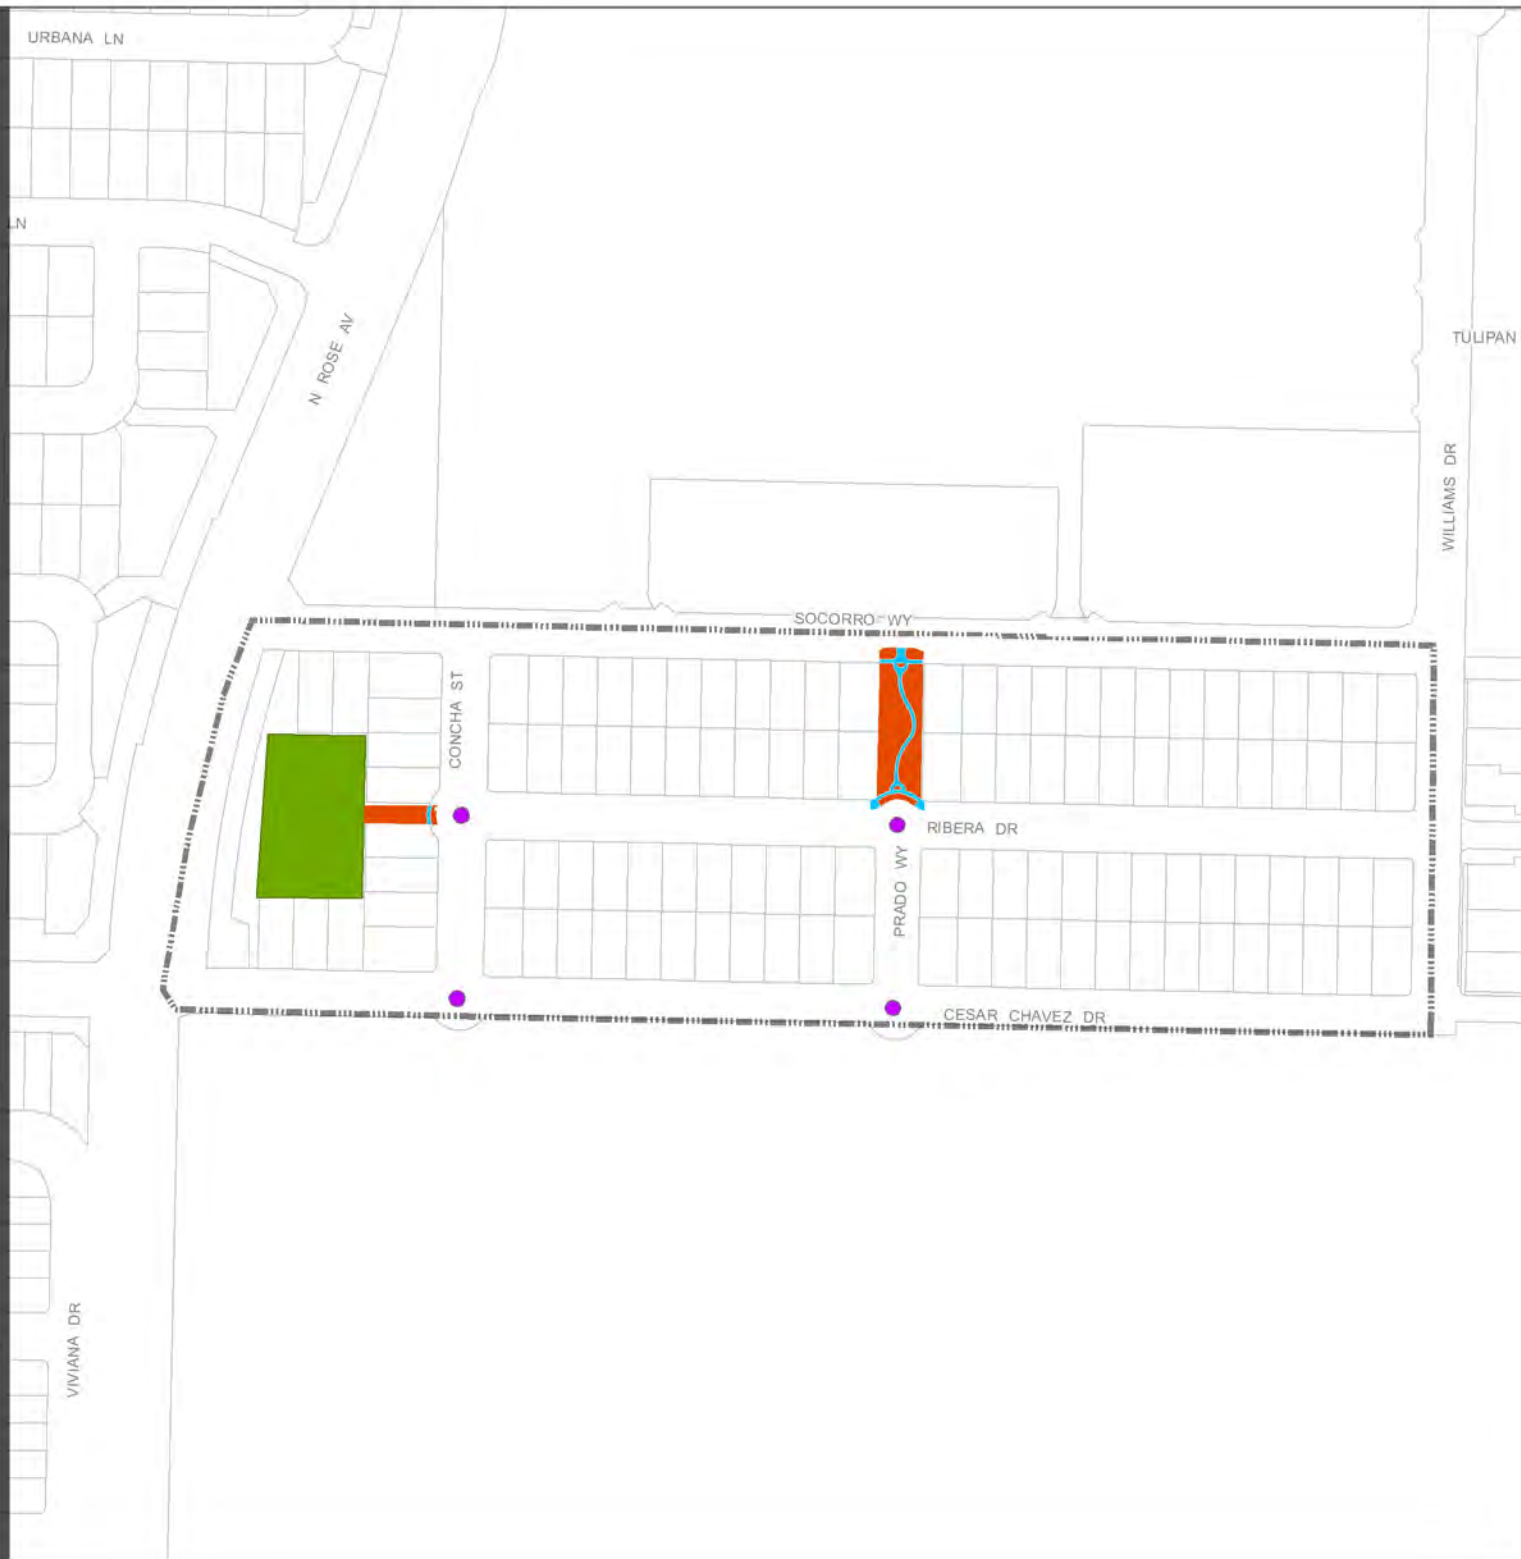 URBANA LN
LN
N ROSE AV
TULIPAN
WILLIAMS DR
SOCORRO WY
CONCHA ST
RIBERA DR
PRADO WY
CESAR CHAVEZ DR
VIVIANA DR